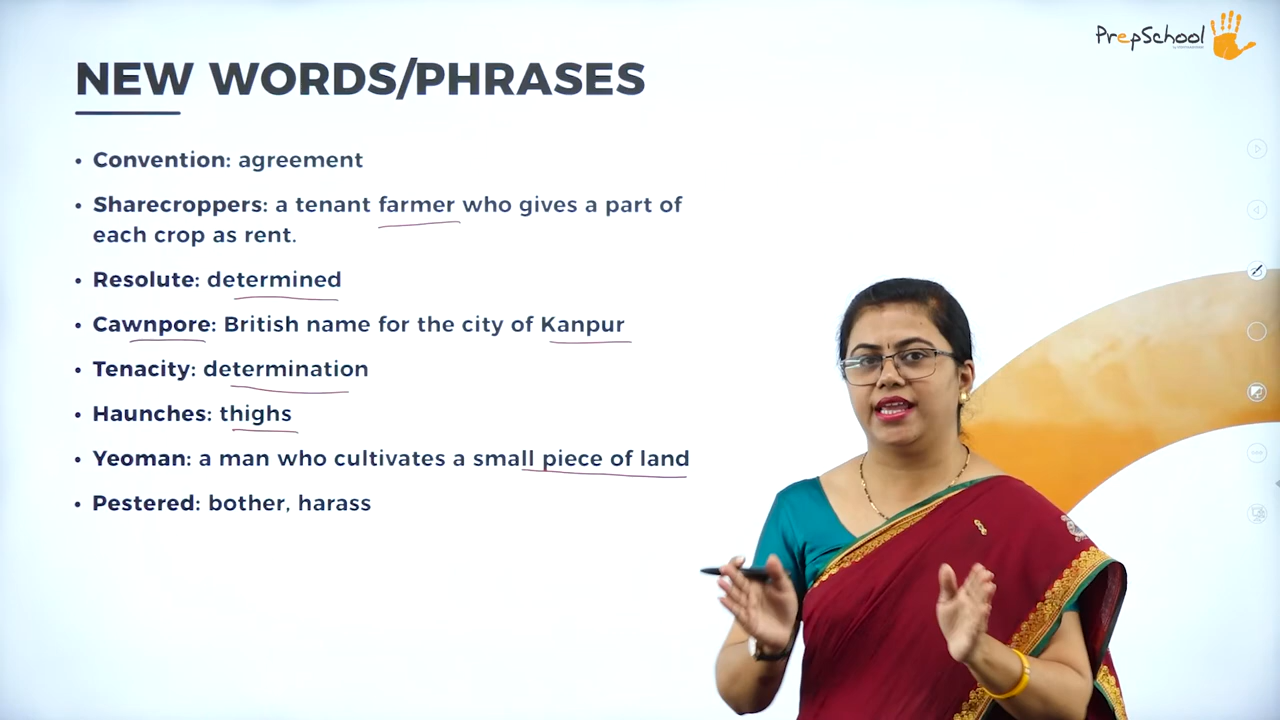 PrepSchool
NEW WORDS/PHRASES
• Convention: agreement
• Sharecroppers: a tenant farmer who gives a part of
each crop as rent.
• Resolute: determined
• Cawnpore: British name for the city of Kanpur
• Tenacity: determination
• Haunches: thighs
• Yeoman: a man who cultivates a small piece of land
• Pestered: bother, harass